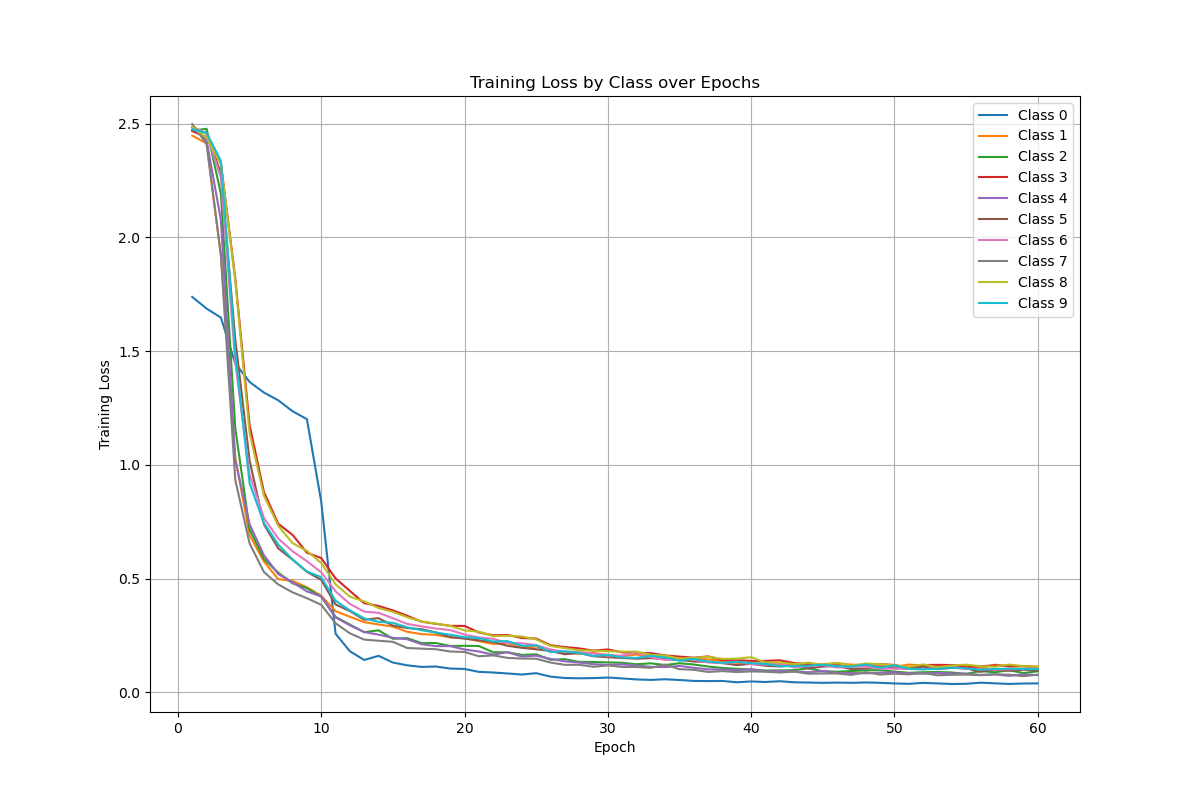 Training Loss by Class over Epochs
2.5
2.0
1.5
1.0
0.5
0.0
Training Loss
Class 0
Class 1
Class 2
Class 3
Class 4
Class 5
Class 6
Class 7
Class 8
Class 9
0 10 20 30 40 50 60
Epoch